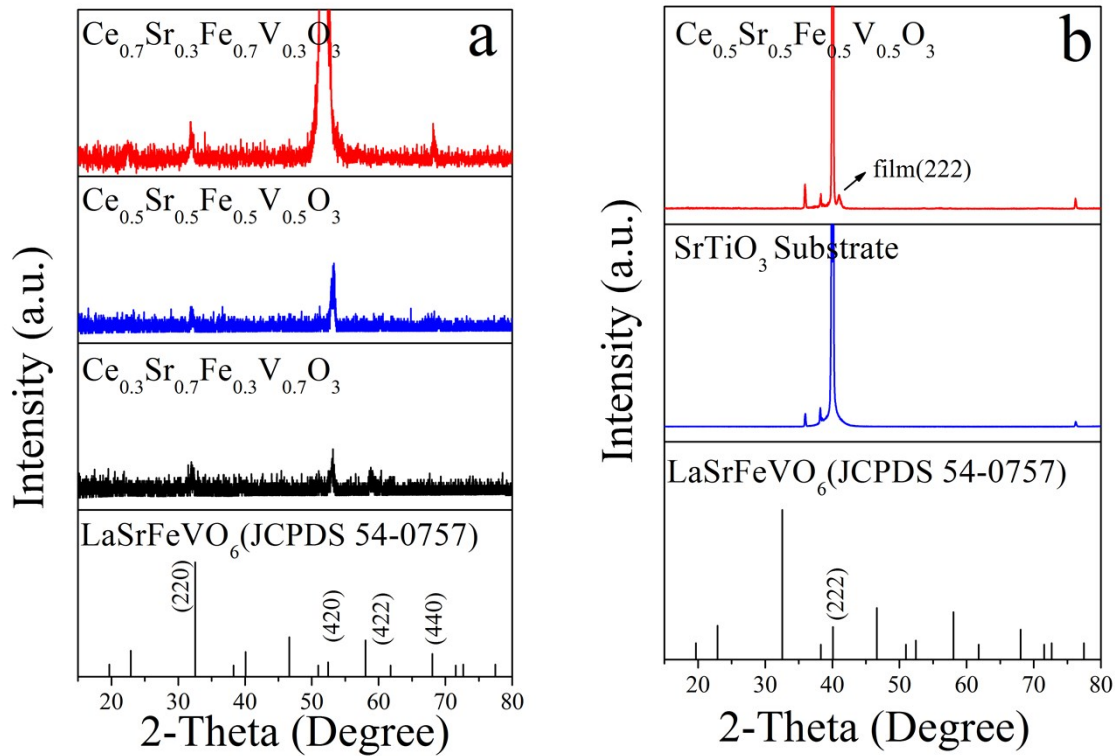 a
Ce0.7Sr0.3Fe0.7V0.3O3
Ce0.5Sr0.5Fe0.5V0.5O3
Ce0.3Sr0.7Fe0.3V0.7O3
LaSrFeVO6(JCPDS 54-0757)
(220)
(420)
(422)
(440)
Intensity (a.u.)
20 30 40 50 60 70 80
2-Theta (Degree)
b
Ce0.5Sr0.5Fe0.5V0.5O3
film(222)
SrTiO3 Substrate
LaSrFeVO6(JCPDS 54-0757)
(222)
Intensity (a.u.)
20 30 40 50 60 70 80
2-Theta (Degree)